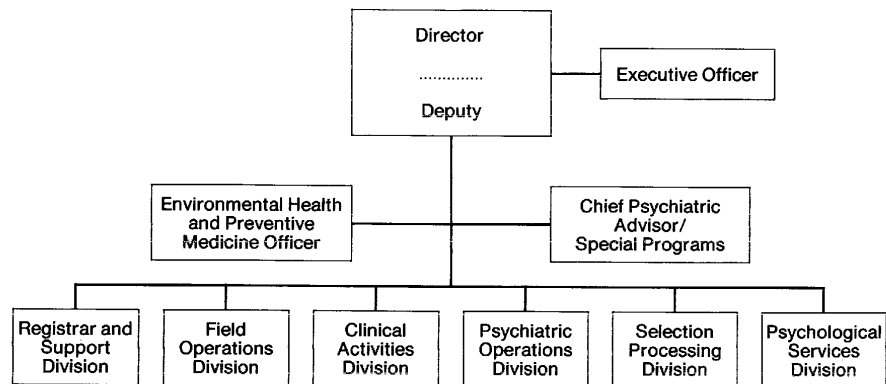 Director
..............
Deputy
Executive Officer
Environmental Health
and Preventive
Medicine Officer
Chief Psychiatric
Advisor/
Special Programs
Registrar and
Support
Division
Field
Operations
Division
Clinical
Activities
Division
Psychiatric
Operations
Division
Selection
Processing
Division
Psychological
Services
Division